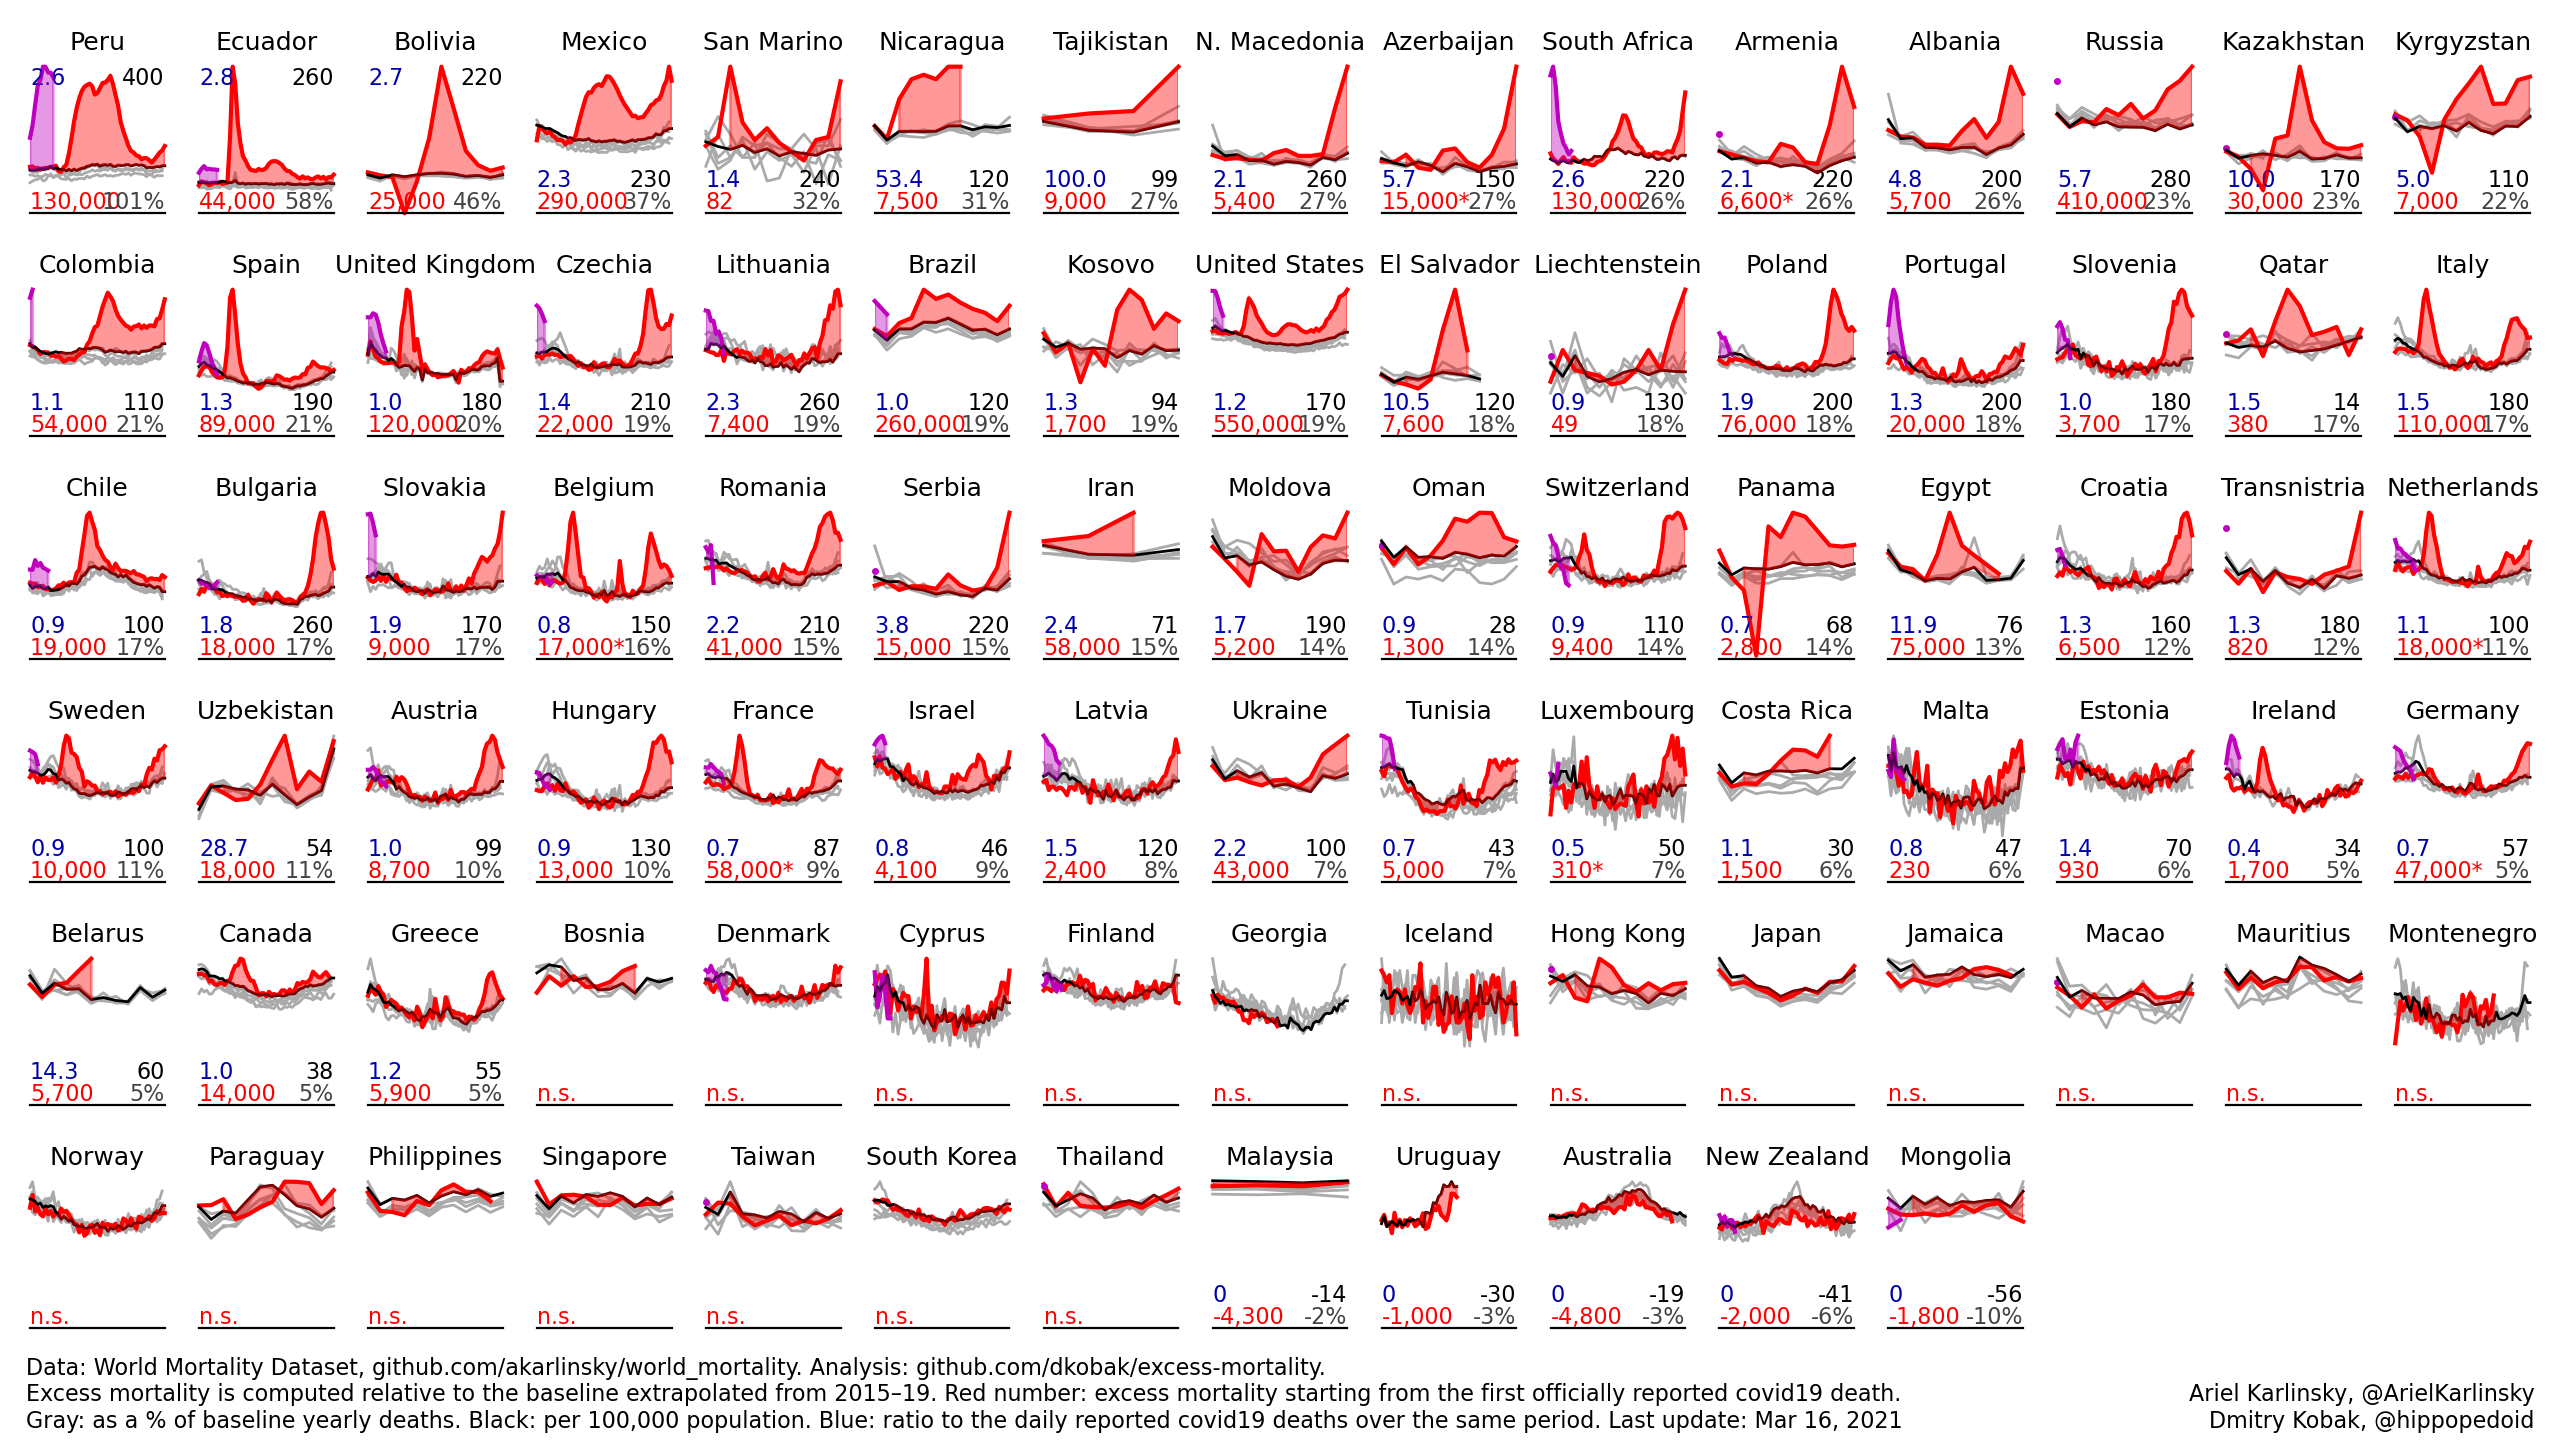 Peru Ecuador Bolivia Mexico San Marino Nicaragua Tajikistan N. Macedonia Azerbaijan South Africa Armenia Albania Russia Kazakhstan Kyrgyzstan
2.6 400 2.8 260 2.7 220
2.3 230 1.4 240 53.4 120 100.0 99 2.1 260 5.7 150 2.6 220 2.1 220 4.8 200 5.7 280 10.0 170 5.0 110
130,000 101% 44,000 58% 25,000 46% 290,000 37% 82 32% 7,500 31% 9,000 27% 5,400 27% 15,000* 27% 130,000 26% 6,600* 26% 5,700 26% 410,000 23% 30,000 23% 7,000 22%
Colombia Spain United Kingdom Czechia Lithuania Brazil Kosovo United States El Salvador Liechtenstein Poland Portugal Slovenia Qatar Italy
1.1 110 1.3 190 1.0 180 1.4 210 2.3 260 1.0 120 1.3 94 1.2 170 10.5 120 0.9 130 1.9 200 1.3 200 1.0 180 1.5 14 1.5 180
54,000 21% 89,000 21% 120,000 20% 22,000 19% 7,400 19% 260,000 19% 1,700 19% 550,000 19% 7,600 18% 49 18% 76,000 18% 20,000 18% 3,700 17% 380 17% 110,000 17%
Chile Bulgaria Slovakia Belgium Romania Serbia Iran Moldova Oman Switzerland Panama Egypt Croatia Transnistria Netherlands
0.9 100 1.8 260 1.9 170 0.8 150 2.2 210 3.8 220 2.4 71 1.7 190 0.9 28 0.9 110 0.7 68 11.9 76 1.3 160 1.3 180 1.1 100
19,000 17% 18,000 17% 9,000 17% 17,000* 16% 41,000 15% 15,000 15% 58,000 15% 5,200 14% 1,300 14% 9,400 14% 2,800 14% 75,000 13% 6,500 12% 820 12% 18,000* 11%
Sweden Uzbekistan Austria Hungary France Israel Latvia Ukraine Tunisia Luxembourg Costa Rica Malta Estonia Ireland Germany
0.9 100 28.7 54 1.0 99 0.9 130 0.7 87 0.8 46 1.5 120 2.2 100 0.7 43 0.5 50 1.1 30 0.8 47 1.4 70 0.4 34 0.7 57
10,000 11% 18,000 11% 8,700 10% 13,000 10% 58,000* 9% 4,100 9% 2,400 8% 43,000 7% 5,000 7% 310* 7% 1,500 6% 230 6% 930 6% 1,700 5% 47,000* 5%
Belarus Canada Greece Bosnia Denmark Cyprus Finland Georgia Iceland Hong Kong Japan Jamaica Macao Mauritius Montenegro
14.3 60 1.0 38 1.2 55
5,700 5% 14,000 5% 5,900 5% n.s. n.s. n.s. n.s. n.s. n.s. n.s. n.s. n.s. n.s. n.s. n.s.
Norway Paraguay Philippines Singapore Taiwan South Korea Thailand Malaysia Uruguay Australia New Zealand Mongolia
0 -14 0 -30 0 -19 0 -41 0 -56
n.s. n.s. n.s. n.s. n.s. n.s. n.s. -4,300 -2% -1,000 -3% -4,800 -3% -2,000 -6% -1,800 -10%
Data: World Mortality Dataset, github.com/akarlinsky/world_mortality. Analysis: github.com/dkobak/excess-mortality.
Excess mortality is computed relative to the baseline extrapolated from 2015–19. Red number: excess mortality starting from the first officially reported covid19 death.
Gray: as a % of baseline yearly deaths. Black: per 100,000 population. Blue: ratio to the daily reported covid19 deaths over the same period. Last update: Mar 16, 2021
Ariel Karlinsky, @ArielKarlinsky
Dmitry Kobak, @hippopedoid